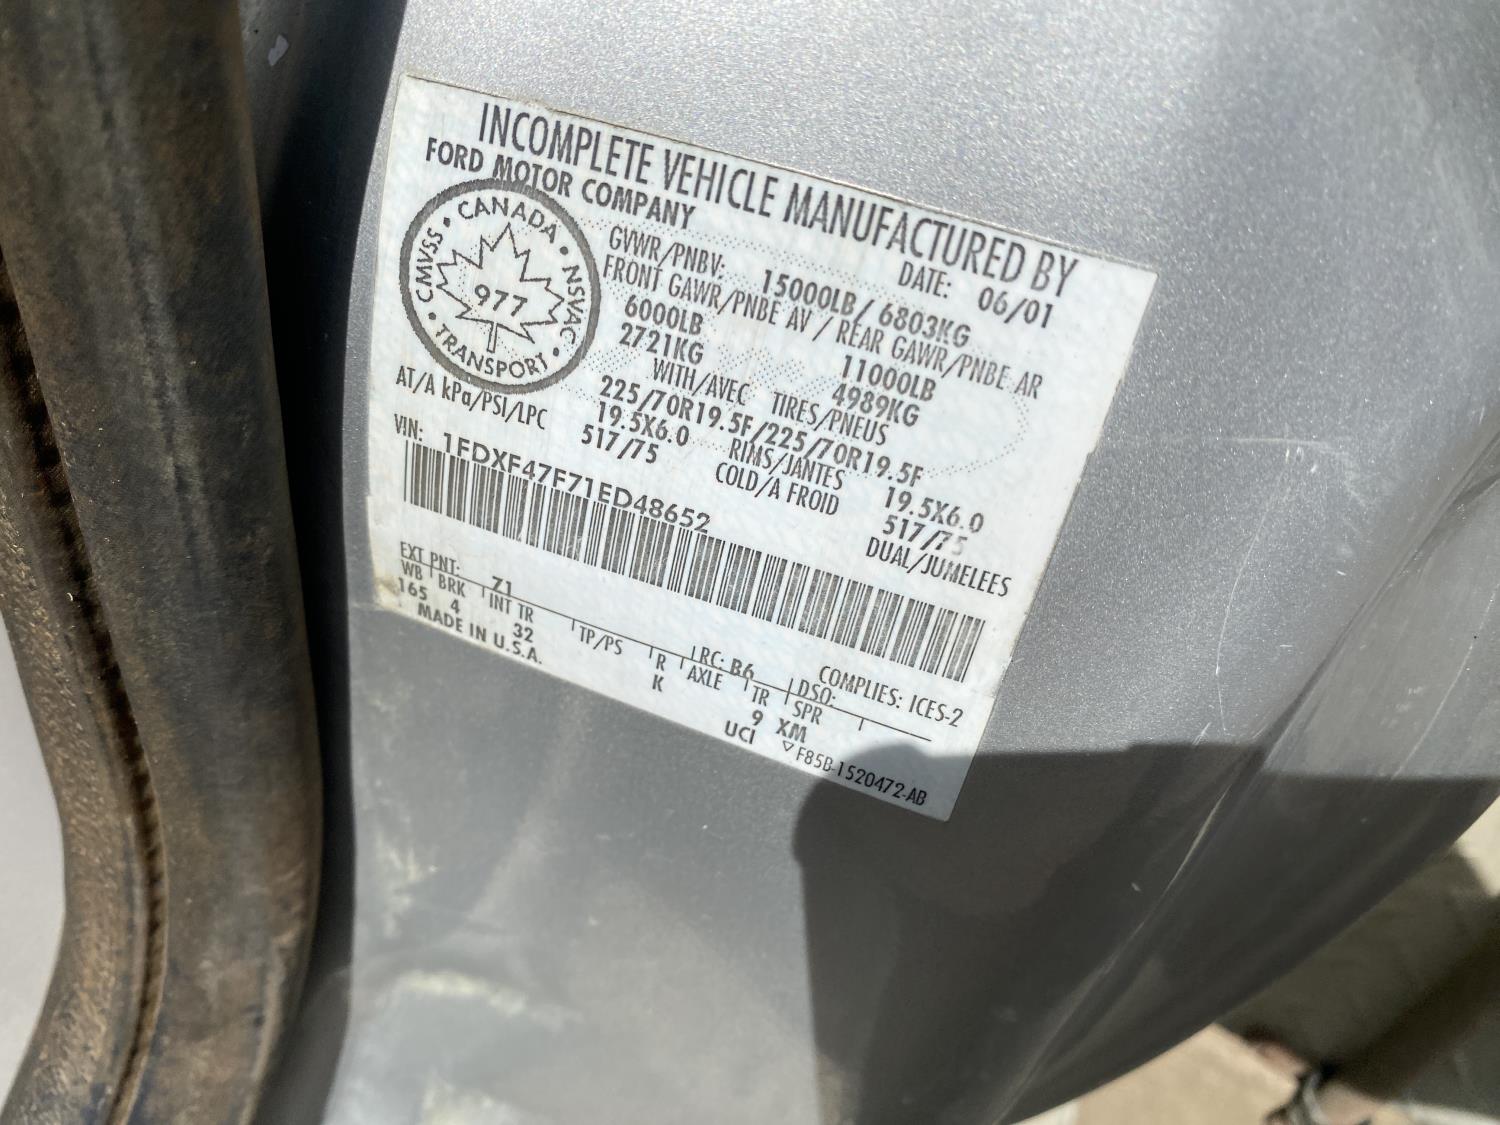 INCOMPLETE VEHICLE MANUFACTURED BY
FORD MOTOR COMPANY
CMVSS • CANADA • NSVAC • TRANSPORT •
977
DATE: 06/01
GVWR/PNBV: 15000LB/ 6803KG
FRONT GAWR/PNBE AV / REAR GAWR/PNBE AR
6000LB 11000LB
2721KG 4989KG
WITH/AVEC TIRES/PNEUS
225/70R19.5F/225/70R19.5F
19.5X6.0 RIMS/JANTES 19.5X6.0
AT/A kPa/PSI/LPC 517/75 COLD/A FROID 517/75
DUAL/JUMELEES
VIN: 1FDXF47F71ED48652
COMPLIES: ICES-2
EXT PNT: Z1 RC: B6 DSO:
WB BRK INT TR TP/PS R AXLE TR SPR
165 4 32 K 9 XM
MADE IN U.S.A. UCI ▽ F85B-1520472-AB